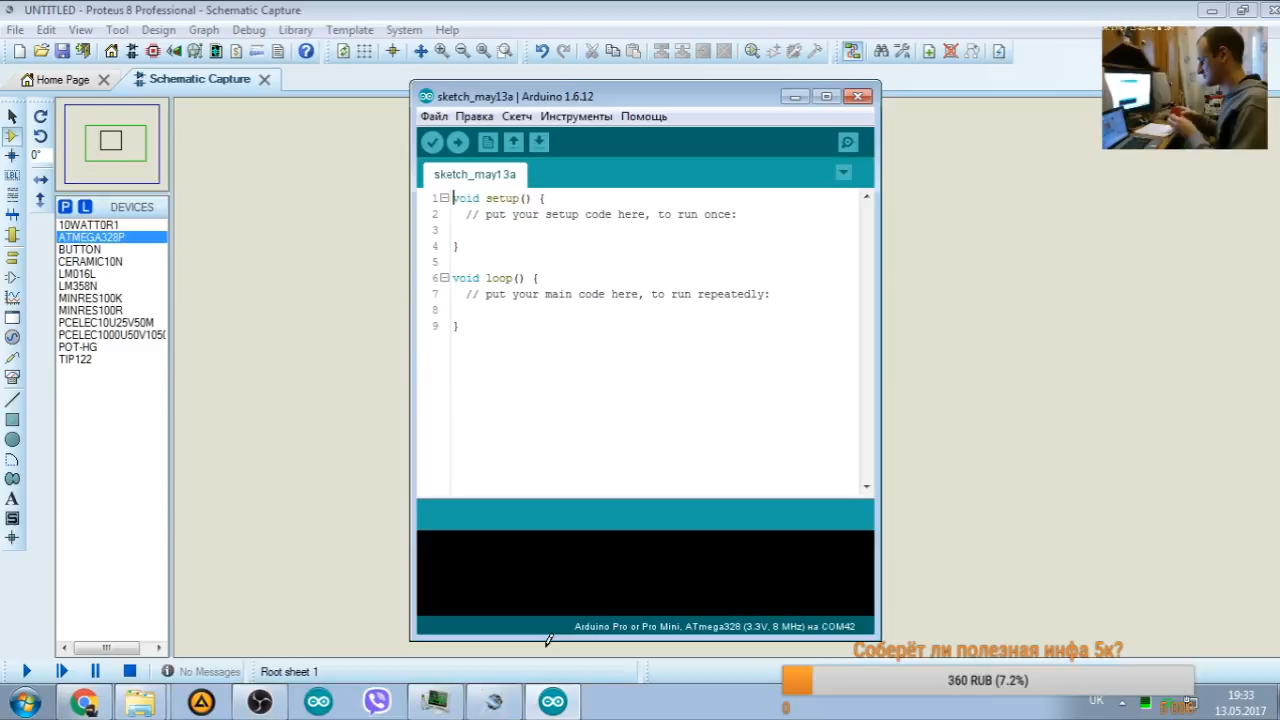 UNTITLED - Proteus 8 Professional - Schematic Capture
File Edit View Tool Design Graph Debug Library Template System Help
Home Page
Schematic Capture
0°
LBL
P L DEVICES
10WATT0R1
ATMEGA328P
BUTTON
CERAMIC10N
LM016L
LM358N
MINRES100K
MINRES100R
PCELEC10U25V50M
PCELEC1000U50V105(
POT-HG
TIP122
A
S
sketch_may13a | Arduino 1.6.12
Файл Правка Скетч Инструменты Помощь
sketch_may13a
1 void setup() {
2 // put your setup code here, to run once:
3
4 }
5
6 void loop() {
7 // put your main code here, to run repeatedly:
8
9 }
Arduino Pro or Pro Mini, ATmega328 (3.3V, 8 MHz) на COM42
Соберёт ли полезная инфа 5к?
360 RUB (7.2%)
0
No Messages
Root sheet 1
UK
19:33
13.05.2017